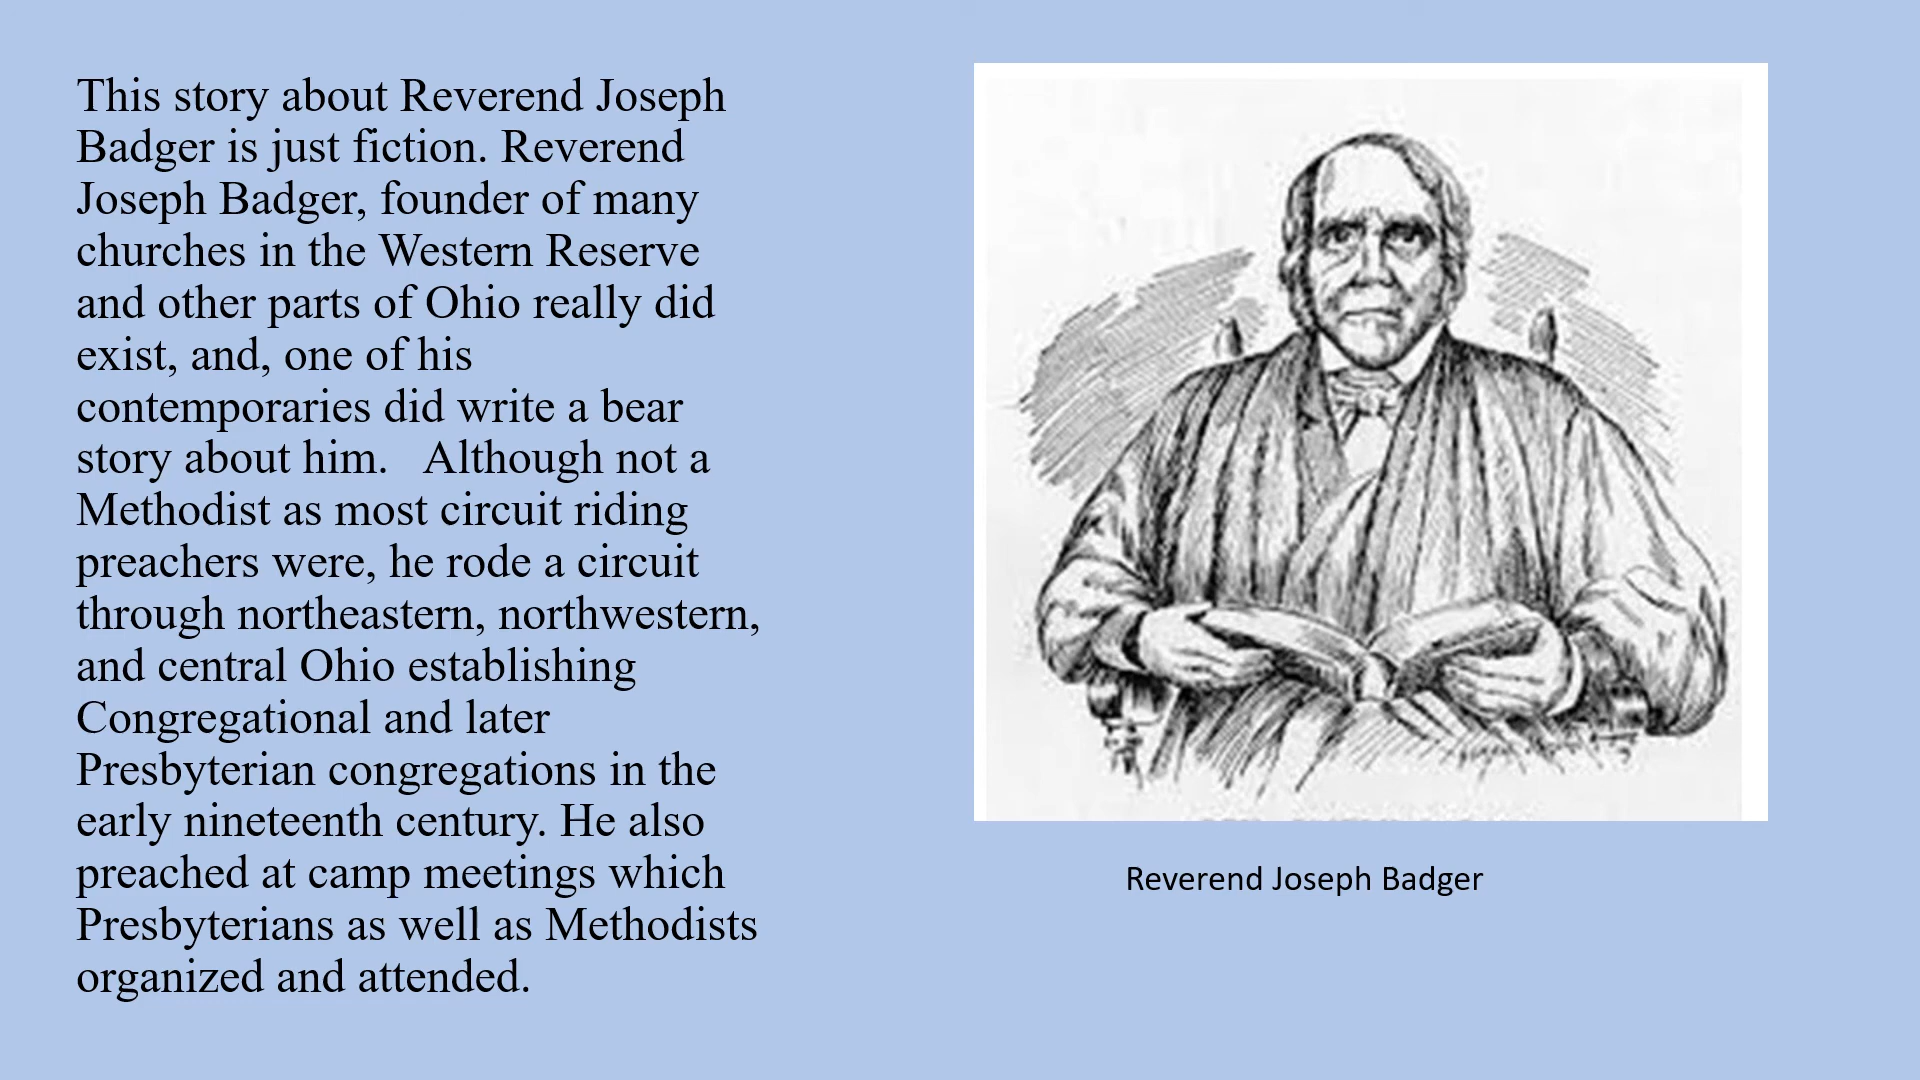 This story about Reverend Joseph
Badger is just fiction. Reverend
Joseph Badger, founder of many
churches in the Western Reserve
and other parts of Ohio really did
exist, and, one of his
contemporaries did write a bear
story about him.   Although not a
Methodist as most circuit riding
preachers were, he rode a circuit
through northeastern, northwestern,
and central Ohio establishing
Congregational and later
Presbyterian congregations in the
early nineteenth century. He also
preached at camp meetings which
Presbyterians as well as Methodists
organized and attended.
Reverend Joseph Badger